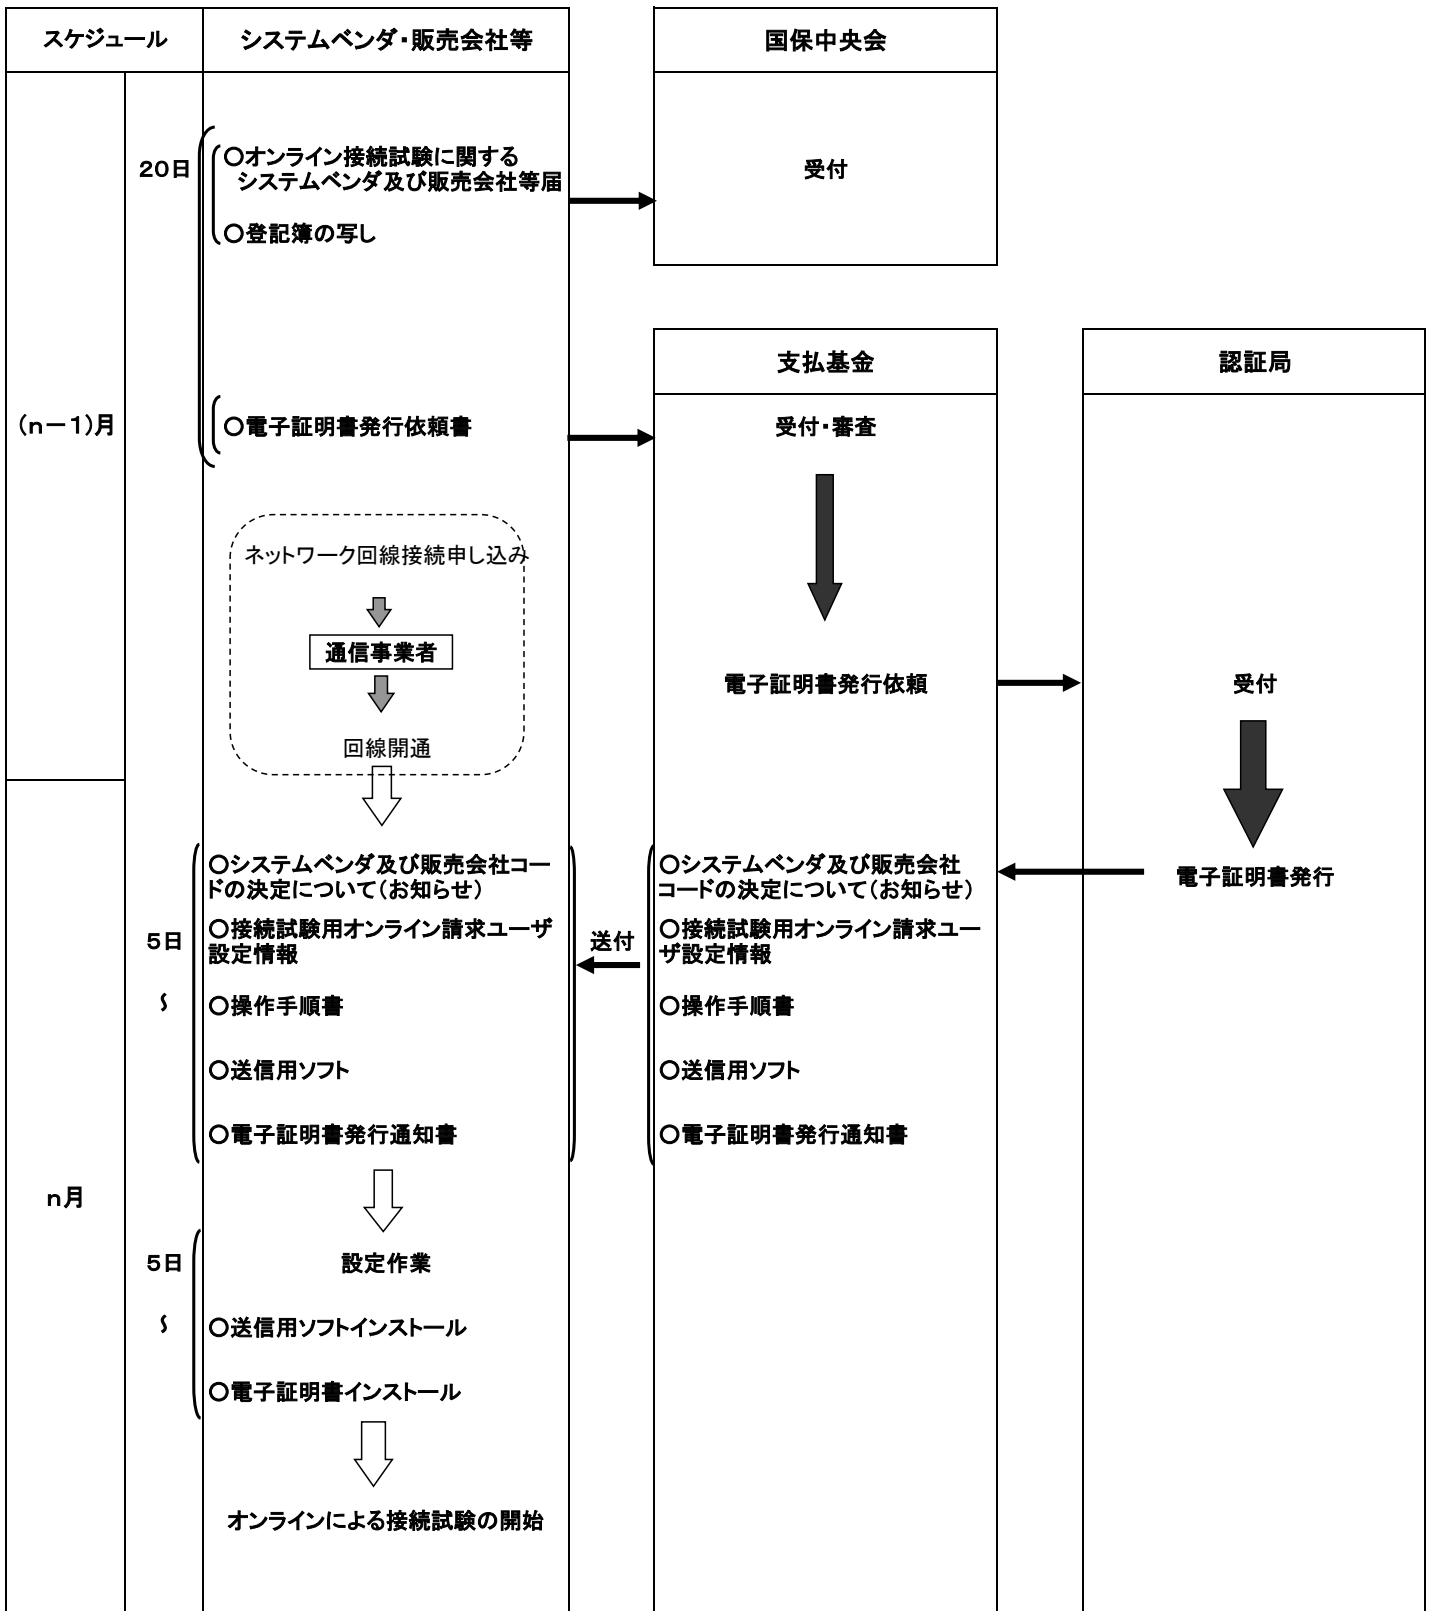 スケジュール
システムベンダ・販売会社等
国保中央会
20日
○オンライン接続試験に関する
システムベンダ及び販売会社等届
○登記簿の写し
受付
支払基金
認証局
(n-1)月
○電子証明書発行依頼書
受付・審査
ネットワーク回線接続申し込み
通信事業者
回線開通
電子証明書発行依頼
受付
n月
5日
~
○システムベンダ及び販売会社コー
ドの決定について(お知らせ)
○接続試験用オンライン請求ユーザ
設定情報
○操作手順書
○送信用ソフト
○電子証明書発行通知書
送付
○システムベンダ及び販売会社
コードの決定について(お知らせ)
○接続試験用オンライン請求ユー
ザ設定情報
○操作手順書
○送信用ソフト
○電子証明書発行通知書
電子証明書発行
5日
~
設定作業
○送信用ソフトインストール
○電子証明書インストール
オンラインによる接続試験の開始